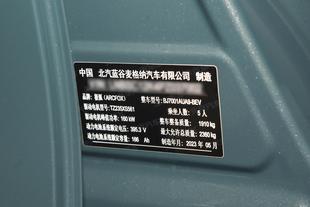 中国 北汽蓝谷麦格纳汽车有限公司 制造
品牌：极狐(ARCFOX) 整车型号：BJ7001AUA8-BEV
驱动电机型号：TZ235XS561 乘坐人数：5 人
驱动电机峰值功率：160 kW 整车整备质量：1910 kg
动力电池系统额定电压：395.3 V 最大允许总质量：2360 kg
动力电池系统额定容量：166 Ah 制造年月：2023 年 05 月